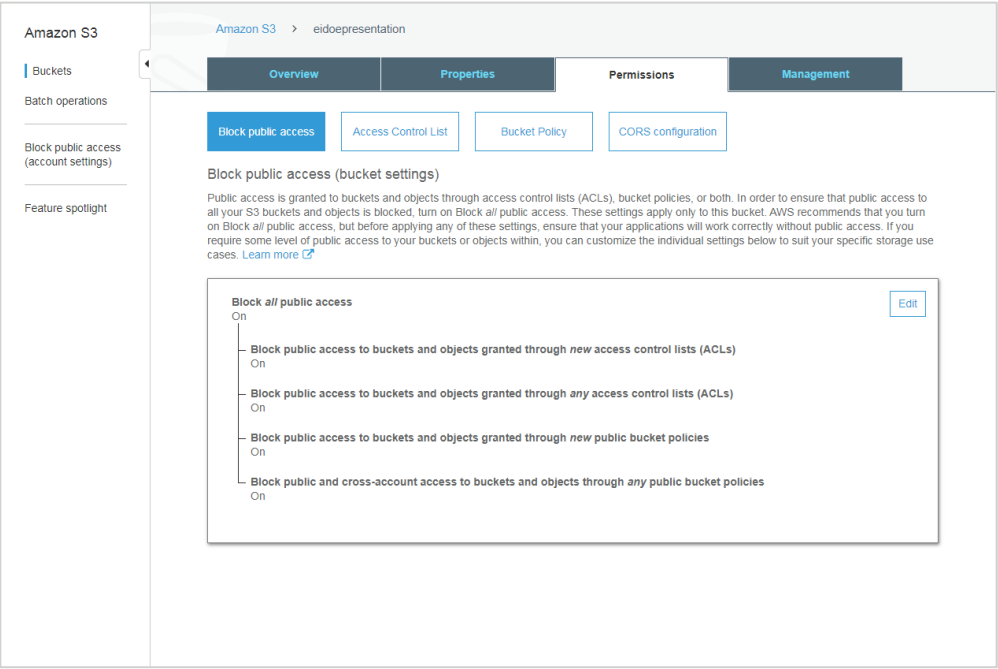 Amazon S3
Buckets
Batch operations
Block public access
(account settings)
Feature spotlight
Amazon S3 > eidoepresentation
Overview Properties Permissions Management
Block public access Access Control List Bucket Policy CORS configuration
Block public access (bucket settings)
Public access is granted to buckets and objects through access control lists (ACLs), bucket policies, or both. In order to ensure that public access to
all your S3 buckets and objects is blocked, turn on Block all public access. These settings apply only to this bucket. AWS recommends that you turn
on Block all public access, but before applying any of these settings, ensure that your applications will work correctly without public access. If you
require some level of public access to your buckets or objects within, you can customize the individual settings below to suit your specific storage use
cases. Learn more
Block all public access
On
Edit
Block public access to buckets and objects granted through new access control lists (ACLs)
On
Block public access to buckets and objects granted through any access control lists (ACLs)
On
Block public access to buckets and objects granted through new public bucket policies
On
Block public and cross-account access to buckets and objects through any public bucket policies
On